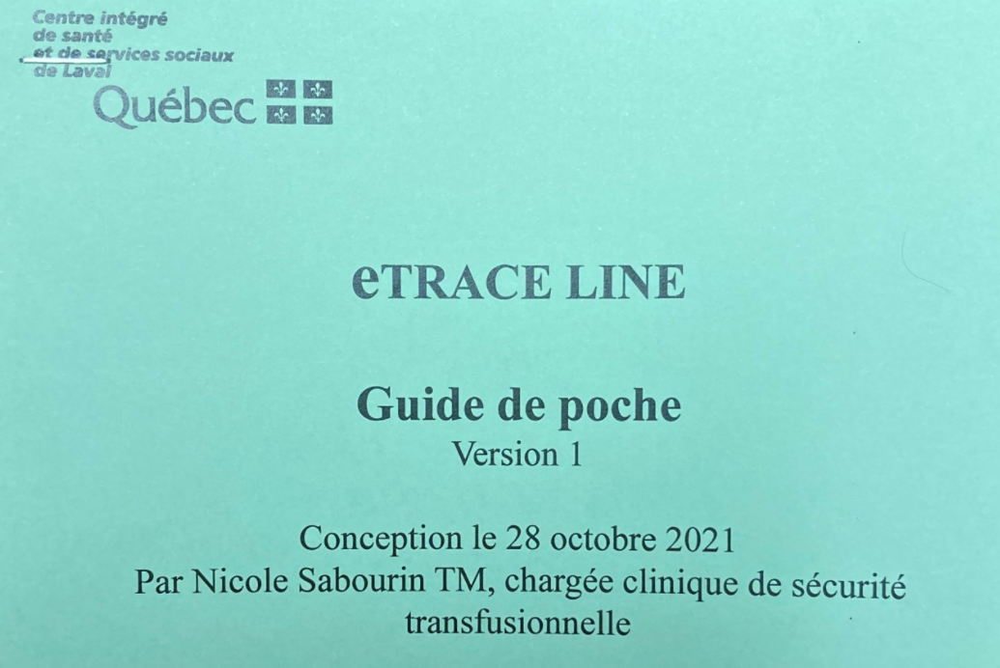 Centre intégré
de santé
et de services sociaux
de Laval
Québec
eTRACE LINE
Guide de poche
Version 1
Conception le 28 octobre 2021
Par Nicole Sabourin TM, chargée clinique de sécurité
transfusionnelle